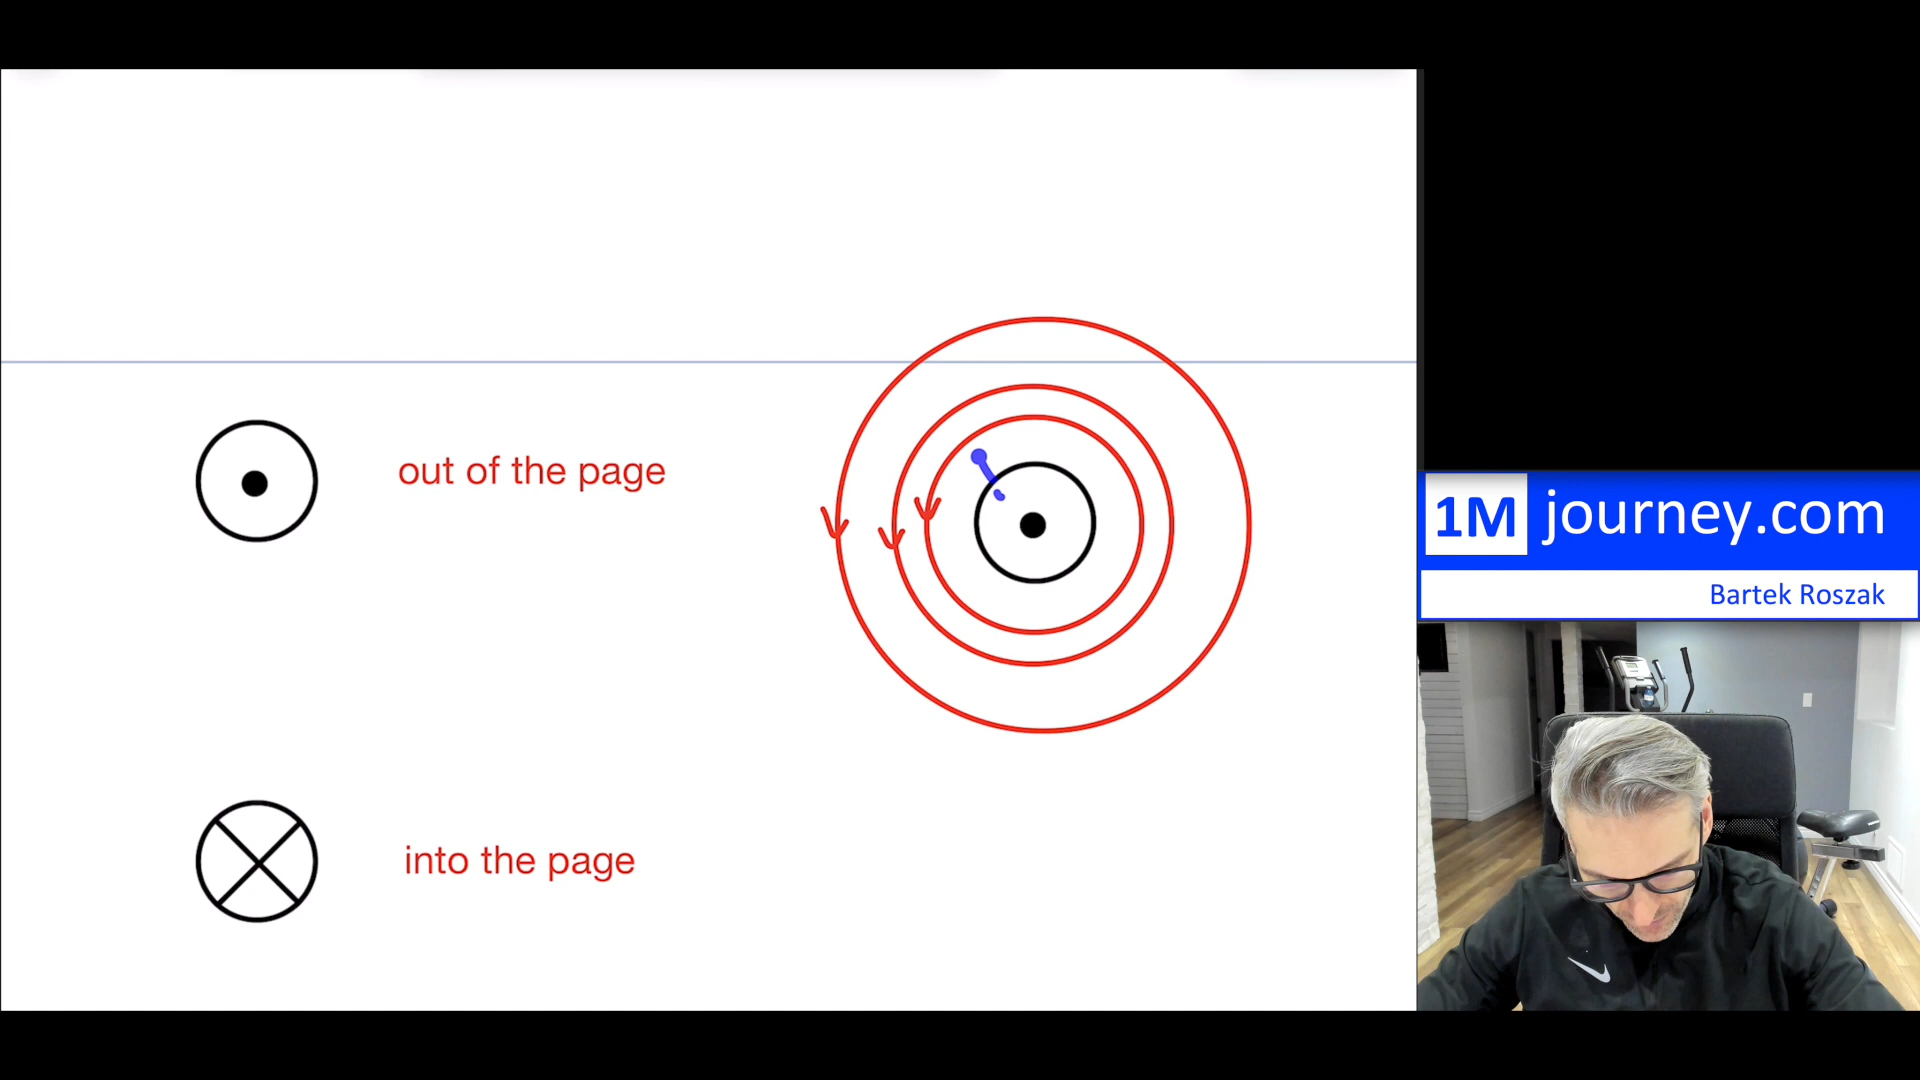 out of the page
into the page
1M journey.com
Bartek Roszak